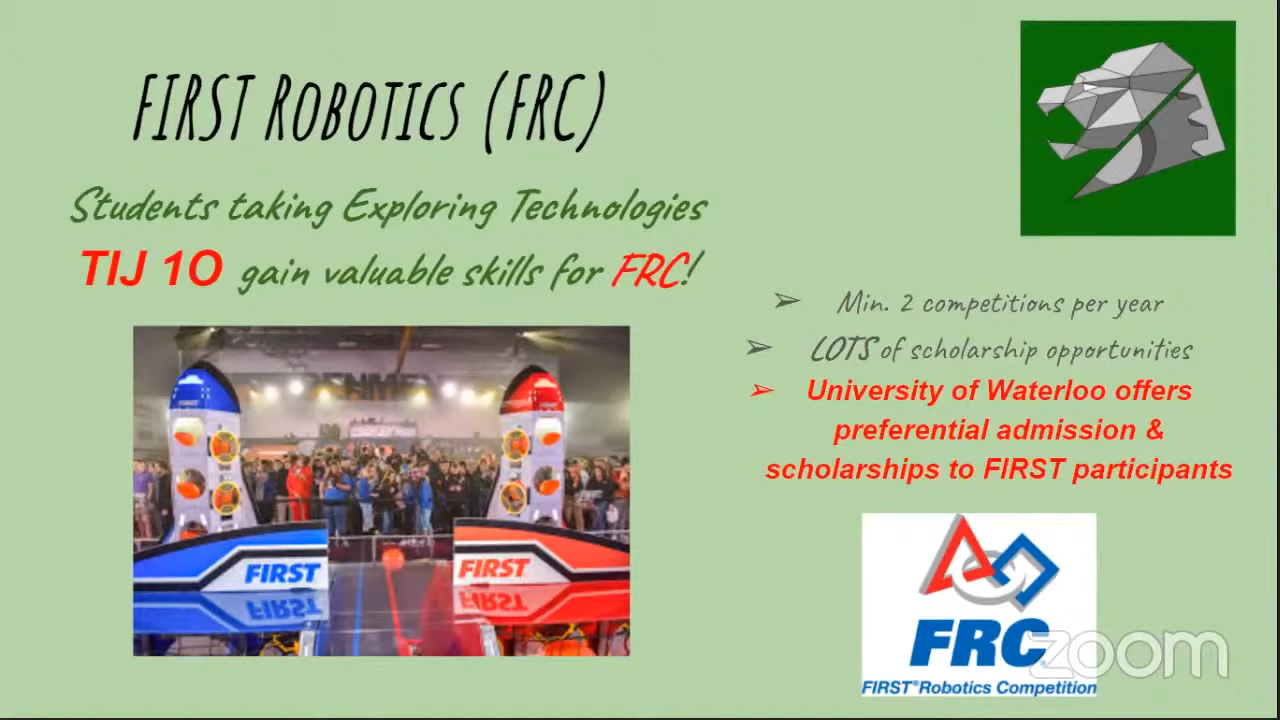 FIRST ROBOTICS (FRC)
Students taking Exploring Technologies
TIJ 1O gain valuable skills for FRC!
➢ Min. 2 competitions per year
➢ LOTS of scholarship opportunities
➢ University of Waterloo offers
preferential admission &
scholarships to FIRST participants
FIRST
FIRST
FRC
FIRST® Robotics Competition
zoom